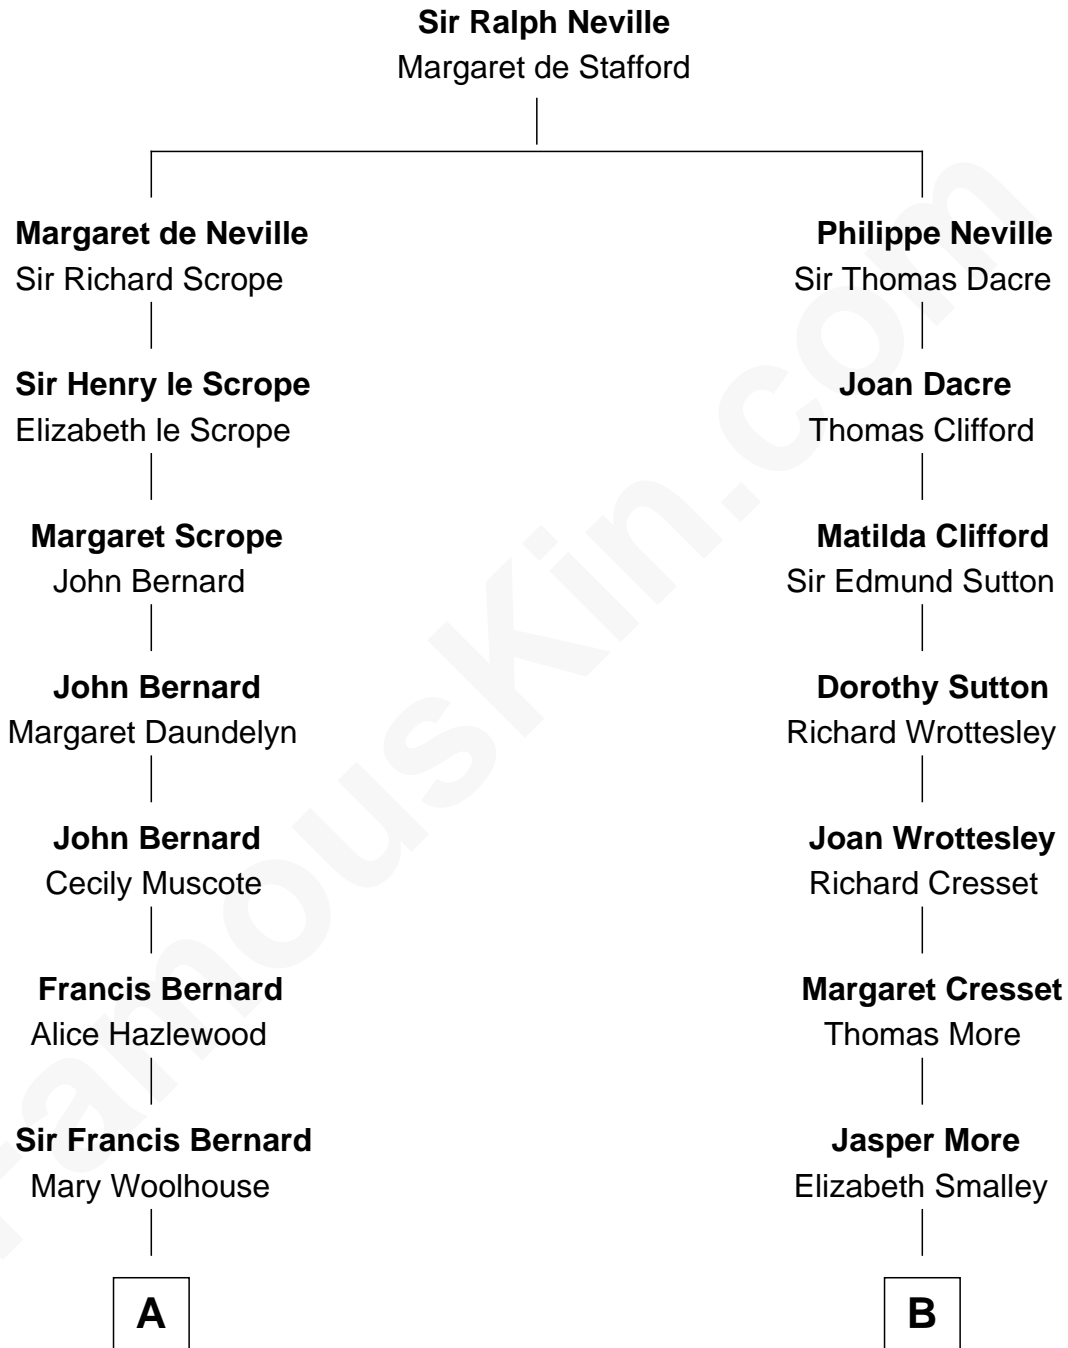 Sir Ralph Neville
Margaret de Stafford
Margaret de Neville
Sir Richard Scrope
Philippe Neville
Sir Thomas Dacre
Sir Henry le Scrope
Elizabeth le Scrope
Joan Dacre
Thomas Clifford
Margaret Scrope
John Bernard
Matilda Clifford
Sir Edmund Sutton
John Bernard
Margaret Daundelyn
Dorothy Sutton
Richard Wrottesley
John Bernard
Cecily Muscote
Joan Wrottesley
Richard Cresset
Francis Bernard
Alice Hazlewood
Margaret Cresset
Thomas More
Sir Francis Bernard
Mary Woolhouse
Jasper More
Elizabeth Smalley
A
B
FamousKin.com